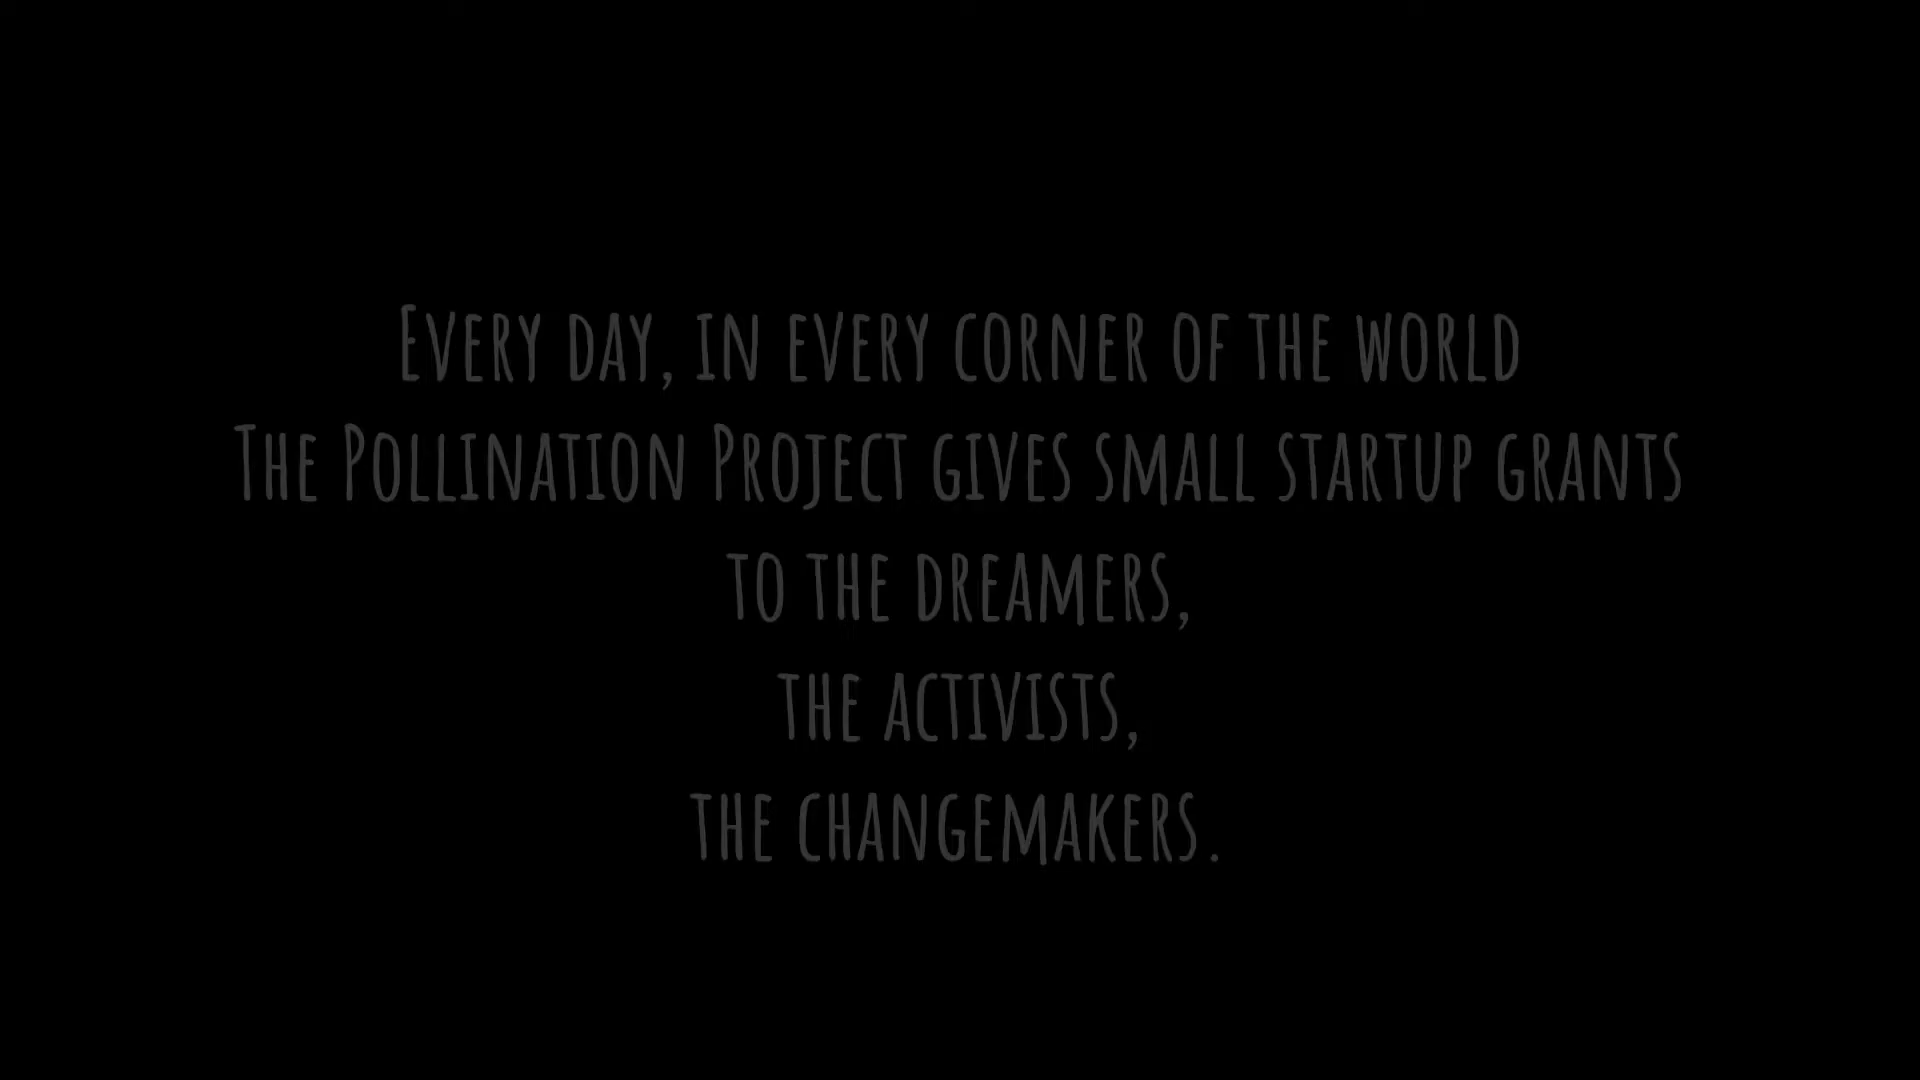 Every day, in every corner of the world
The Pollination Project gives small startup grants
to the dreamers,
the activists,
the changemakers.